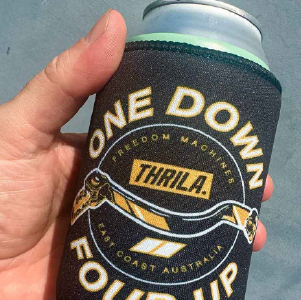 ONE DOWN
FREEDOM MACHINES
THRILA.
EAST COAST AUSTRALIA
FOUR UP